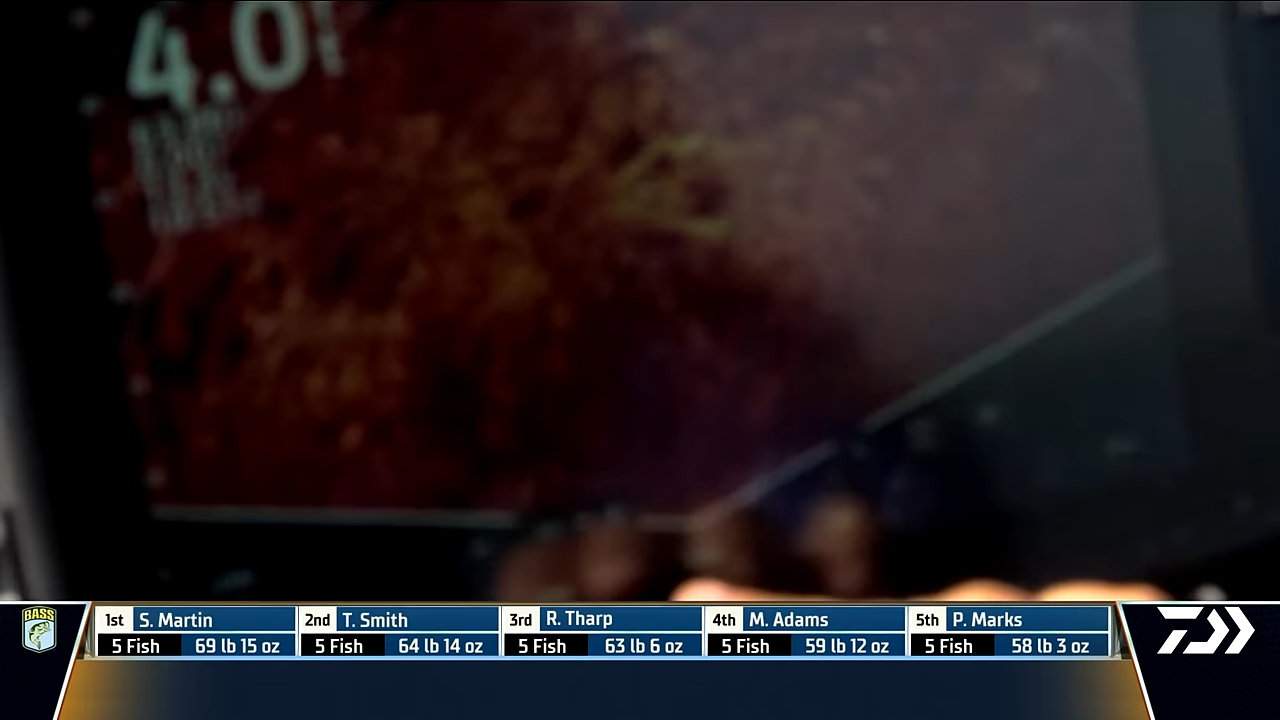 4.0
1st S. Martin 2nd T. Smith 3rd R. Tharp 4th M. Adams 5th P. Marks
5 Fish 69 lb 15 oz 5 Fish 64 lb 14 oz 5 Fish 63 lb 6 oz 5 Fish 59 lb 12 oz 5 Fish 58 lb 3 oz
BASS